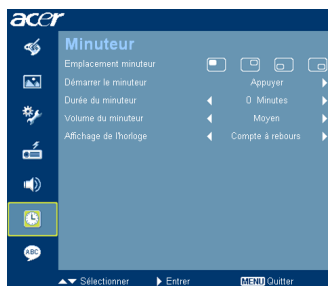 acer
Minuteur
Emplacement minuteur
Démarrer le minuteur Appuyer
Durée du minuteur 0 Minutes
Volume du minuteur Moyen
Affichage de l'horloge Compte à rebours
ABC
Sélectionner Entrer MENU Quitter